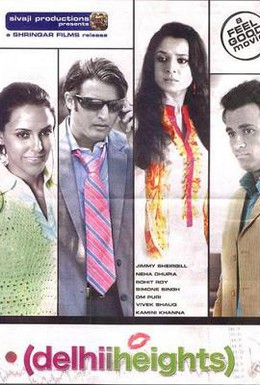 sivaji productions
presents
a SHRINGAR FILMS release
a
FEEL
GOOD
movie
JIMMY SHEIRGILL
NEHA DHUPIA
ROHIT ROY
SIMONE SINGH
OM PURI
VIVEK SHAUQ
KAMINI KHANNA
(delhiiheights)